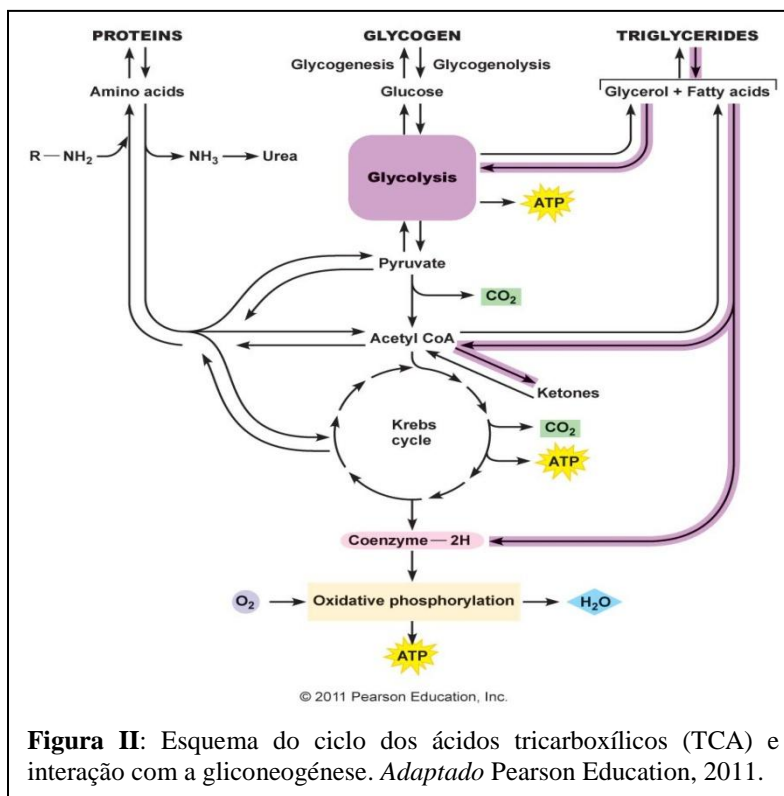 PROTEINS GLYCOGEN TRIGLYCERIDES
Glycogenesis Glycogenolysis
Amino acids Glucose Glycerol + Fatty acids
R—NH₂ NH₃ Urea
Glycolysis
ATP
Pyruvate
CO₂
Acetyl CoA
Ketones
Krebs
cycle
CO₂
ATP
Coenzyme—2H
O₂ Oxidative phosphorylation H₂O
ATP
© 2011 Pearson Education, Inc.
Figura II: Esquema do ciclo dos ácidos tricarboxílicos (TCA) e
interação com a gliconeogénese. Adaptado Pearson Education, 2011.